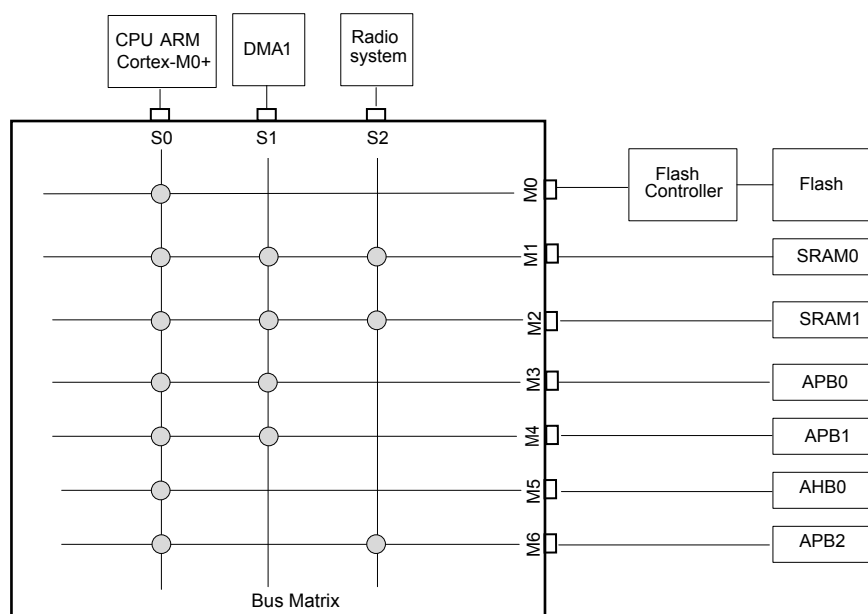 CPU ARM
Cortex-M0+
DMA1
Radio
system
S0
S1
S2
M0
Flash
Controller
Flash
M1
SRAM0
M2
SRAM1
M3
APB0
M4
APB1
M5
AHB0
M6
APB2
Bus Matrix